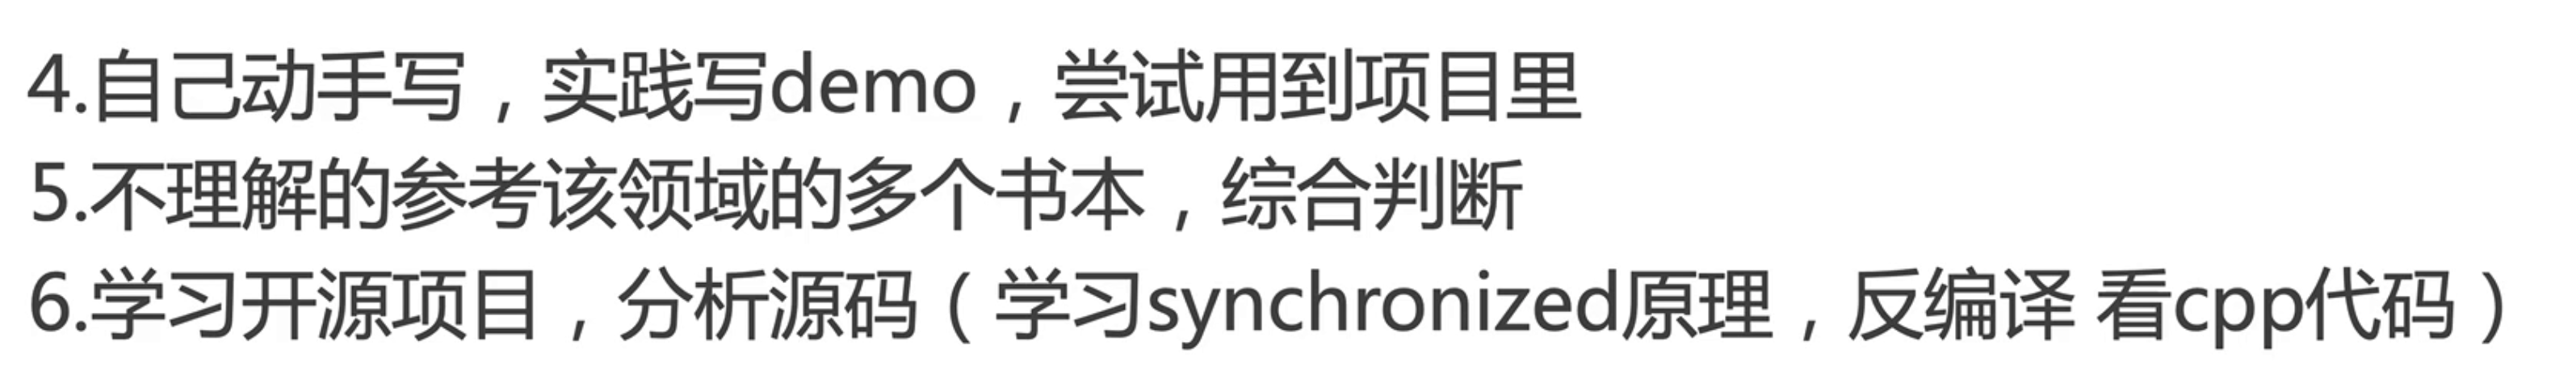 4.自己动手写，实践写demo，尝试用到项目里
5.不理解的参考该领域的多个书本，综合判断
6.学习开源项目，分析源码（学习synchronized原理，反编译 看cpp代码）